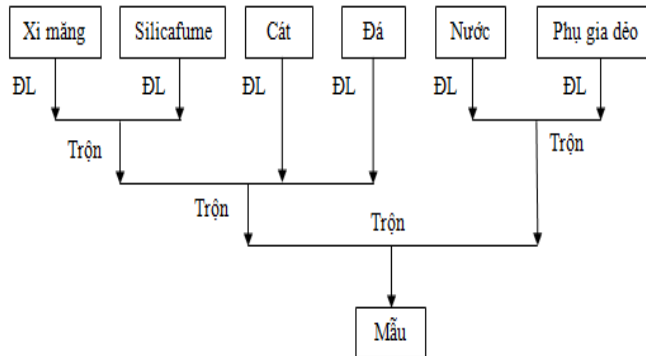 Xi măng
Silicafume
Cát
Đá
Nước
Phụ gia dẻo
ĐL
ĐL
ĐL
ĐL
ĐL
ĐL
Trộn
Trộn
Trộn
Trộn
Mẫu